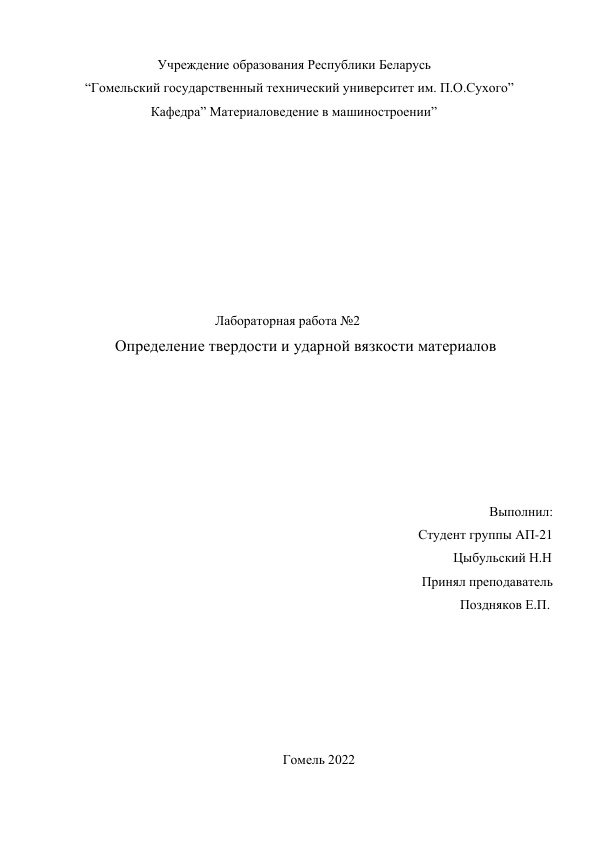 Учреждение образования Республики Беларусь
“Гомельский государственный технический университет им. П.О.Сухого”
Кафедра” Материаловедение в машиностроении”
Лабораторная работа №2
Определение твердости и ударной вязкости материалов
Выполнил:
Студент группы АП-21
Цыбульский Н.Н
Принял преподаватель
Поздняков Е.П.
Гомель 2022